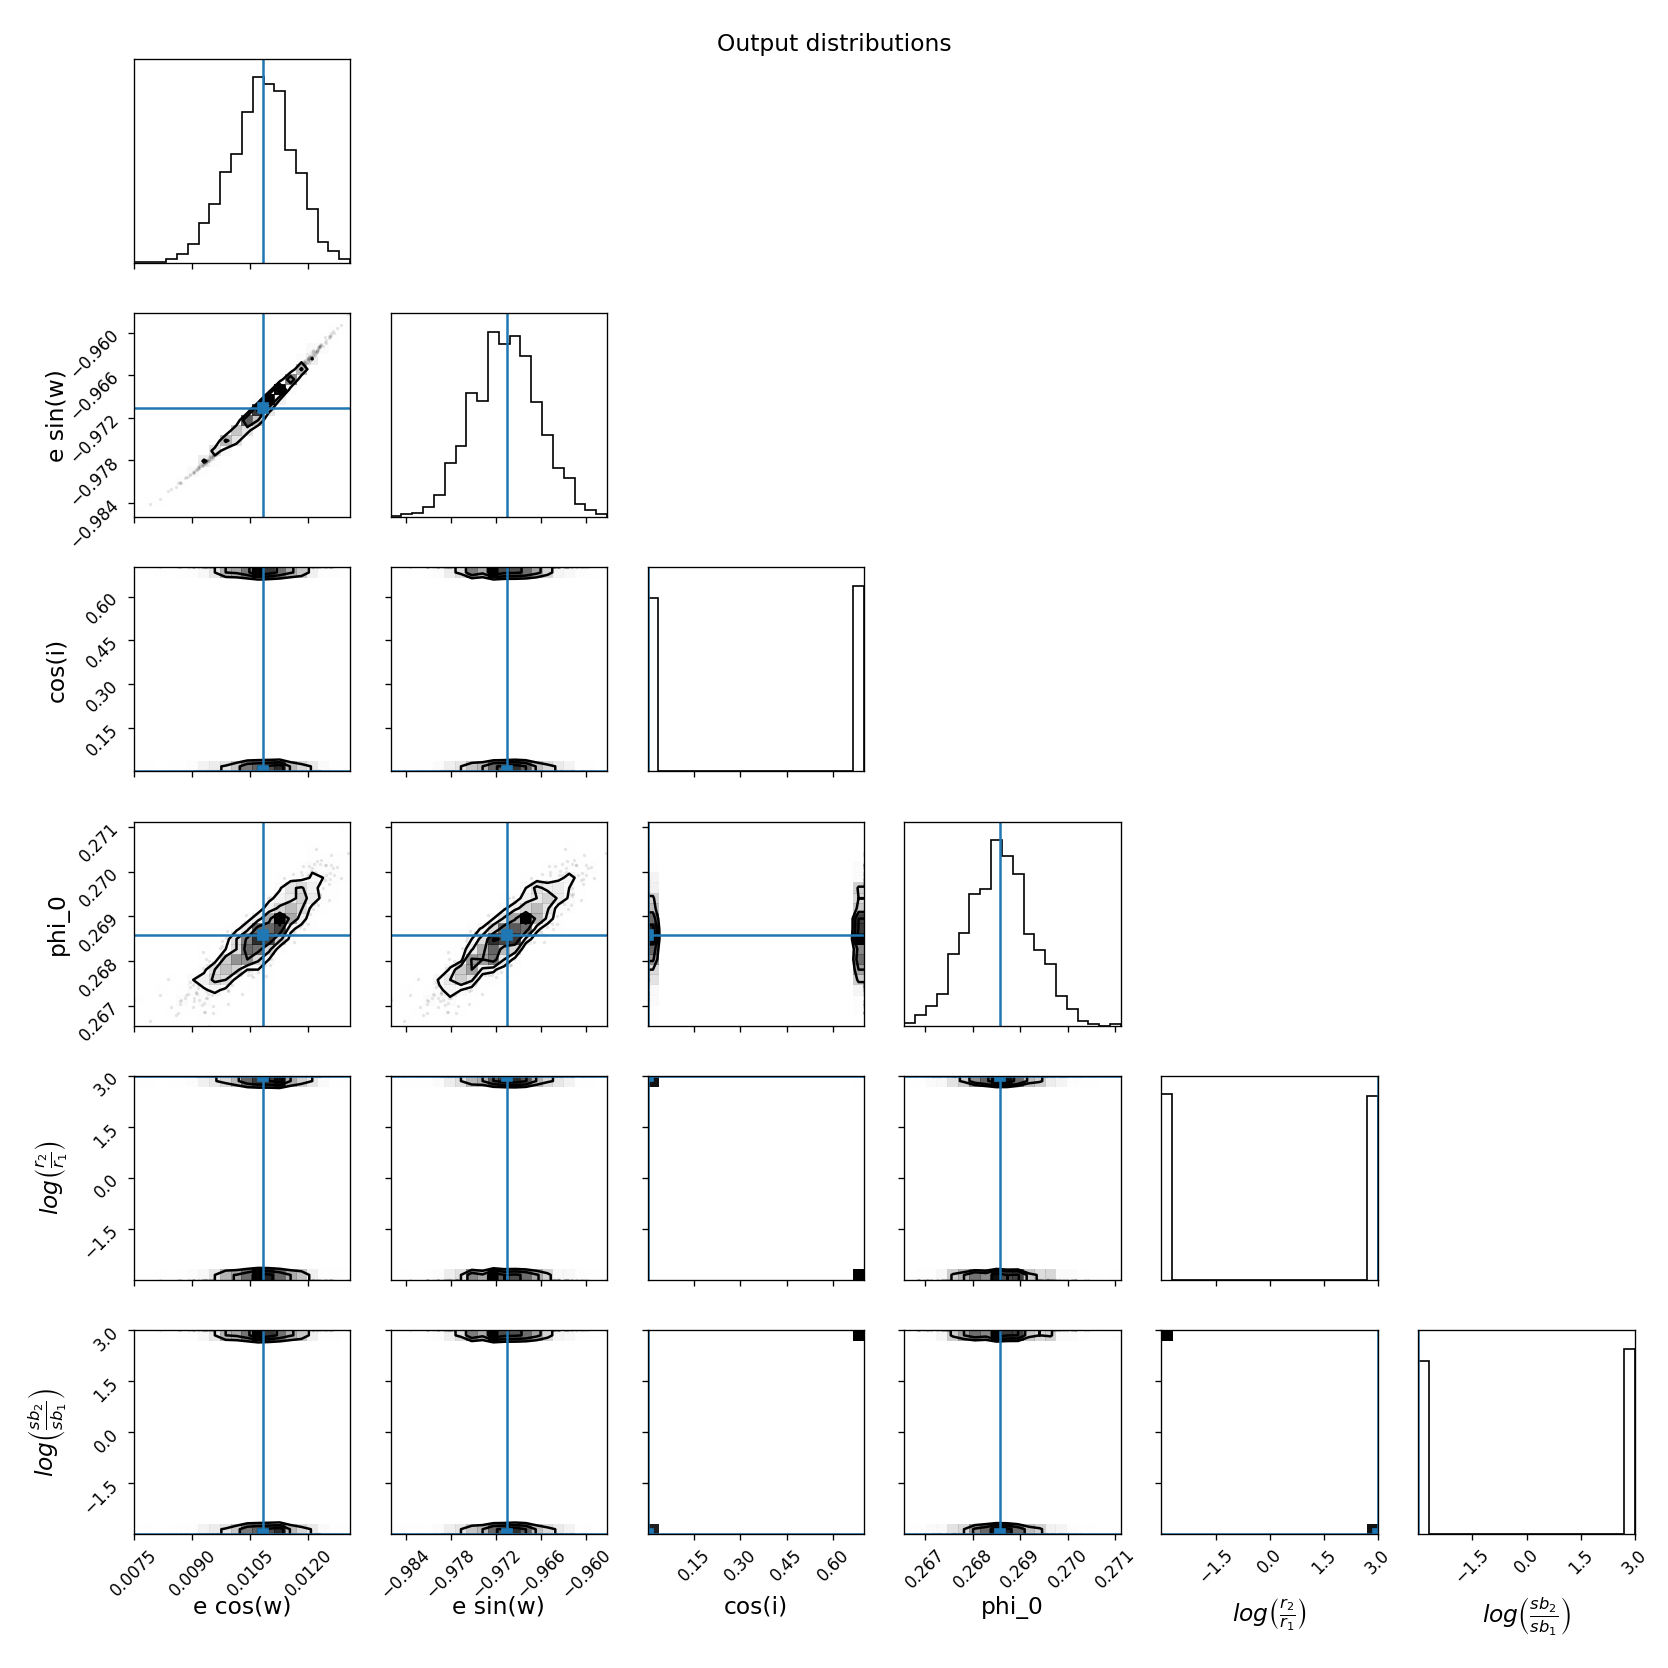 Output distributions
−0.960
−0.966
−0.972
−0.978
−0.984
e sin(w)
0.60
0.45
0.30
0.15
cos(i)
0.271
0.270
0.269
0.268
0.267
phi_0
3.0
1.5
0.0
−1.5
log(r₂/r₁)
3.0
1.5
0.0
−1.5
log(sb₂/sb₁)
0.0075 0.0090 0.0105 0.0120
e cos(w)
−0.984 −0.978 −0.972 −0.966 −0.960
e sin(w)
0.15 0.30 0.45 0.60
cos(i)
0.267 0.268 0.269 0.270 0.271
phi_0
−1.5 0.0 1.5 3.0
log(r₂/r₁)
−1.5 0.0 1.5 3.0
log(sb₂/sb₁)